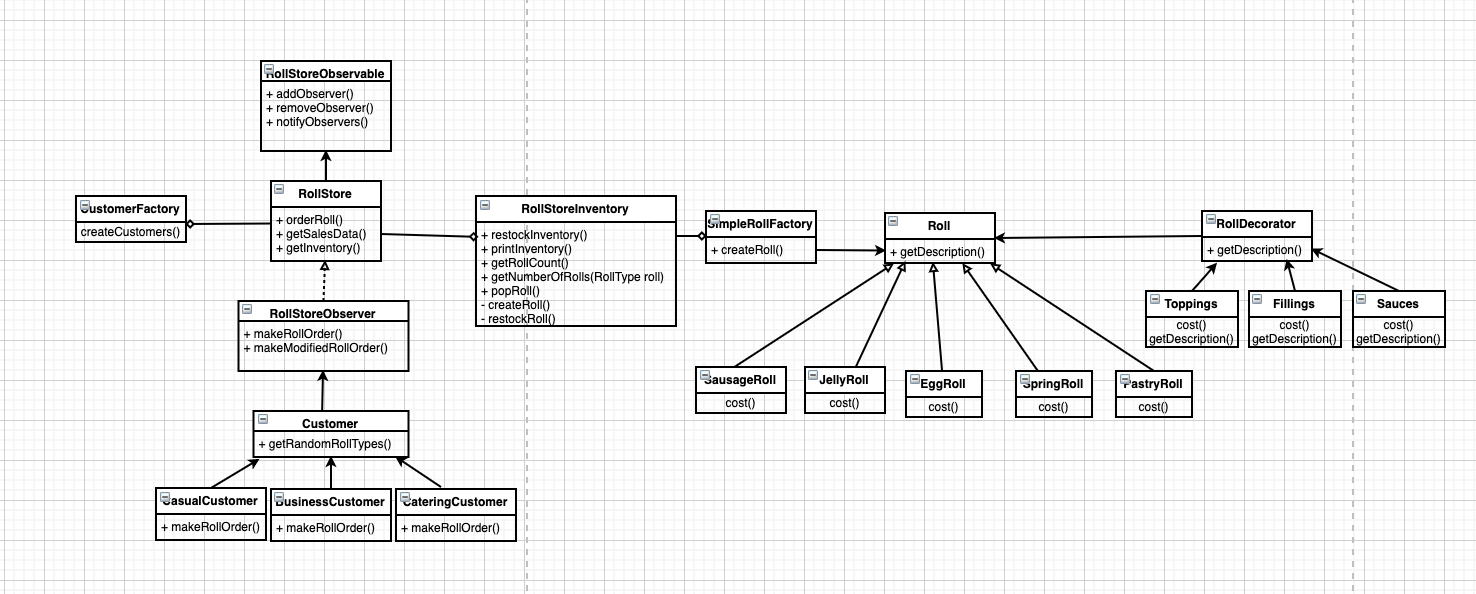 RollStoreObservable
+ addObserver()
+ removeObserver()
+ notifyObservers()
CustomerFactory
createCustomers()
RollStore
+ orderRoll()
+ getSalesData()
+ getInventory()
RollStoreObserver
+ makeRollOrder()
+ makeModifiedRollOrder()
Customer
+ getRandomRollTypes()
CasualCustomer
+ makeRollOrder()
BusinessCustomer
+ makeRollOrder()
CateringCustomer
+ makeRollOrder()
RollStoreInventory
+ restockInventory()
+ printInventory()
+ getRollCount()
+ getNumberOfRolls(RollType roll)
+ popRoll()
- createRoll()
- restockRoll()
SimpleRollFactory
+ createRoll()
Roll
+ getDescription()
SausageRoll
cost()
JellyRoll
cost()
EggRoll
cost()
SpringRoll
cost()
PastryRoll
cost()
RollDecorator
+ getDescription()
Toppings
cost()
getDescription()
Fillings
cost()
getDescription()
Sauces
cost()
getDescription()